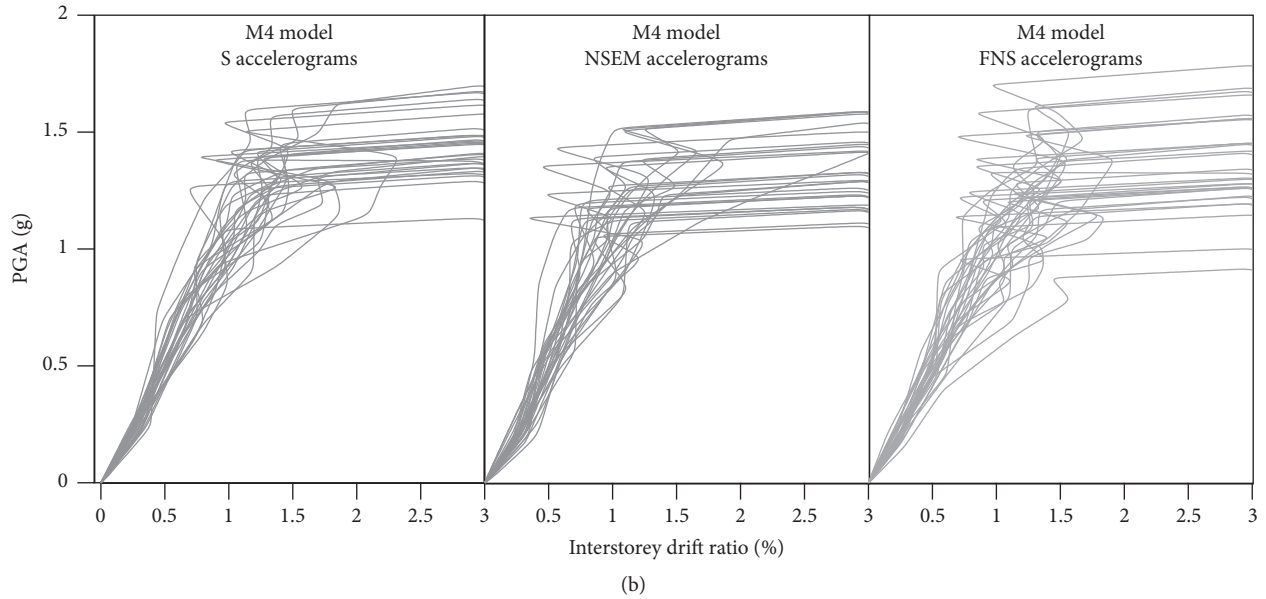 2
M4 model
S accelerograms
M4 model
NSEM accelerograms
M4 model
FNS accelerograms
1.5
1
0.5
0
PGA (g)
0 0.5 1 1.5 2 2.5 3 0.5 1 1.5 2 2.5 3 0.5 1 1.5 2 2.5 3
Interstorey drift ratio (%)
(b)